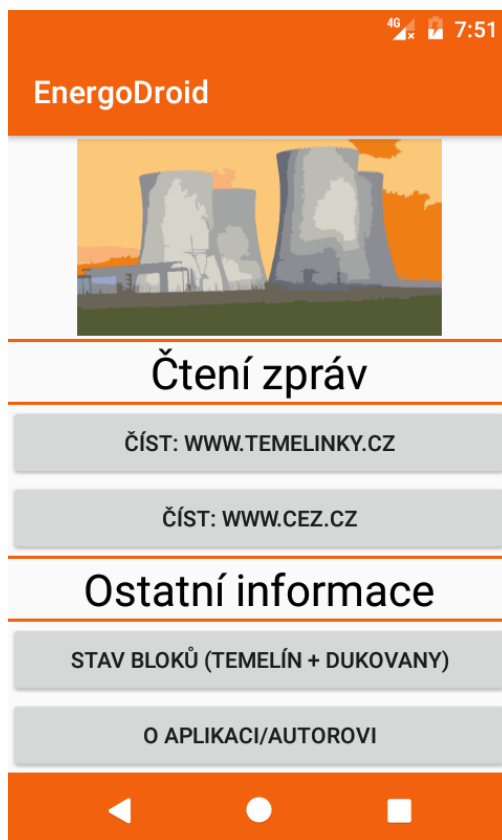 4G 7:51
EnergoDroid
Čtení zpráv
ČÍST: WWW.TEMELINKY.CZ
ČÍST: WWW.CEZ.CZ
Ostatní informace
STAV BLOKŮ (TEMELÍN + DUKOVANY)
O APLIKACI/AUTOROVI